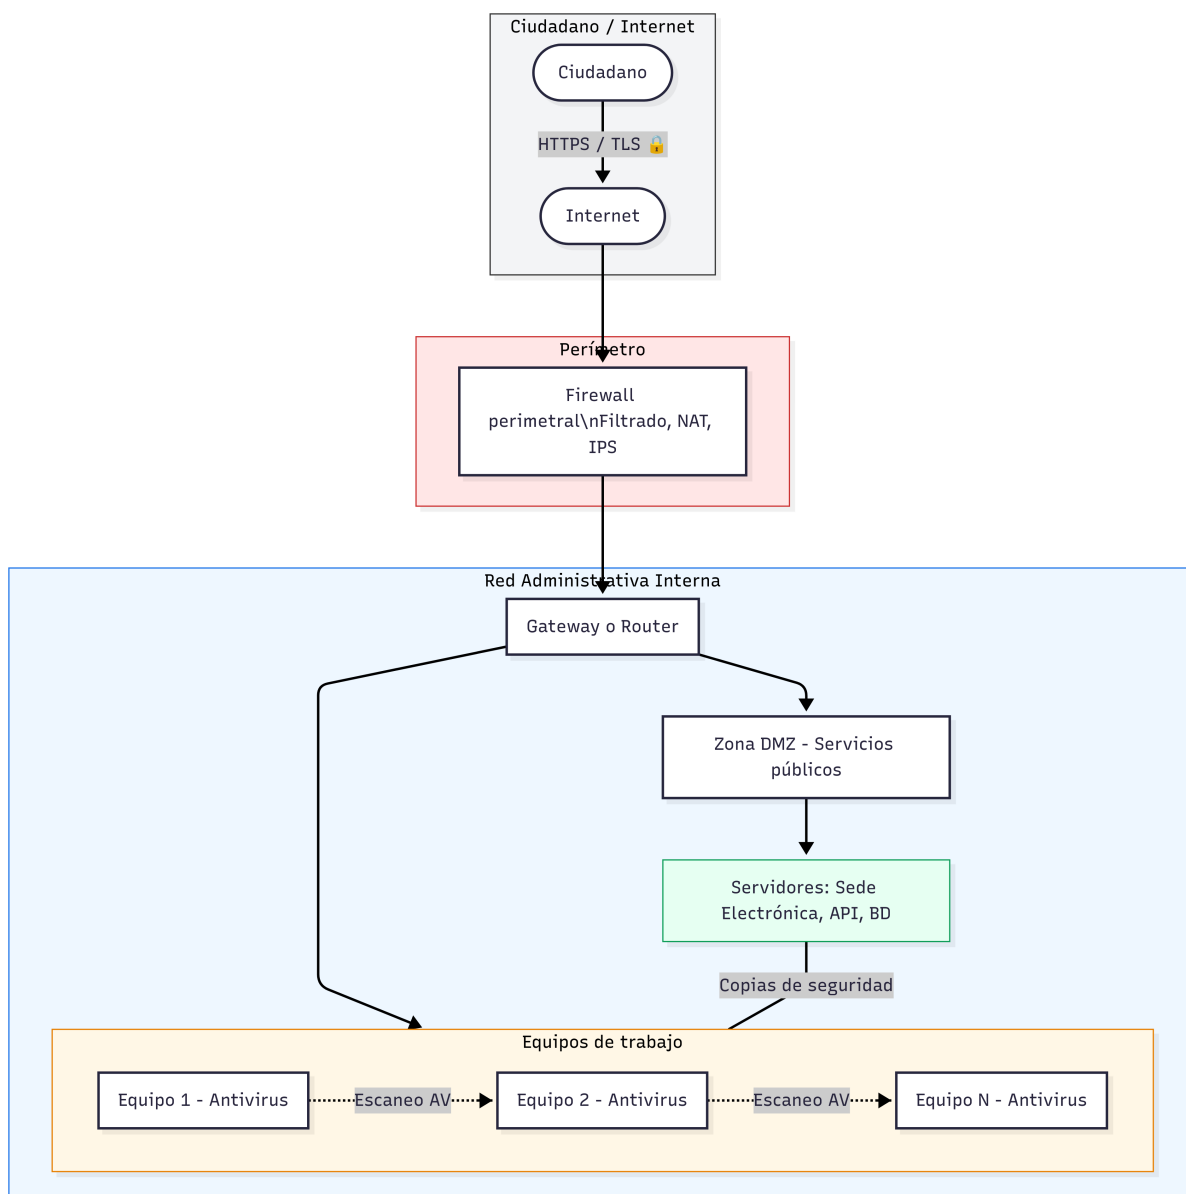 Ciudadano / Internet
Ciudadano
HTTPS / TLS 🔒
Internet
Perímetro
Firewall
perimetral\nFiltrado, NAT,
IPS
Red Administrativa Interna
Gateway o Router
Zona DMZ - Servicios
públicos
Servidores: Sede
Electrónica, API, BD
Copias de seguridad
Equipos de trabajo
Equipo 1 - Antivirus
Escaneo AV
Equipo 2 - Antivirus
Escaneo AV
Equipo N - Antivirus